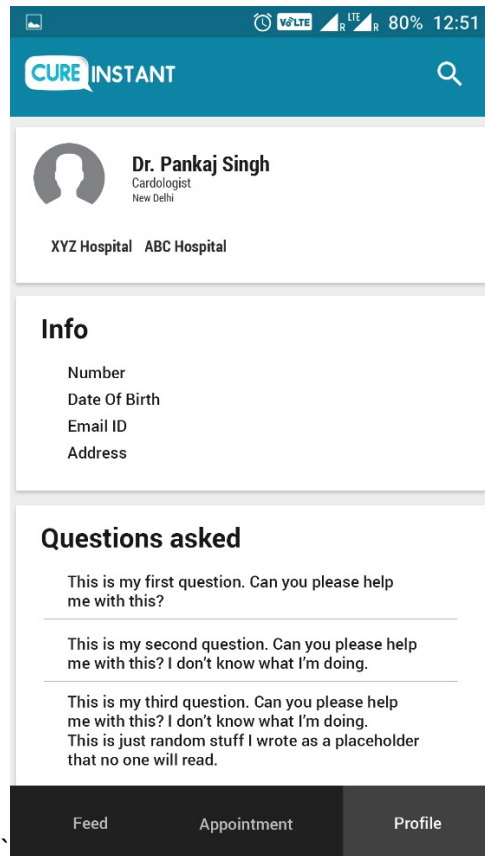 VoLTE R LTE R 80% 12:51
CURE INSTANT
Dr. Pankaj Singh
Cardologist
New Delhi
XYZ Hospital ABC Hospital
Info
Number
Date Of Birth
Email ID
Address
Questions asked
This is my first question. Can you please help
me with this?
This is my second question. Can you please help
me with this? I don’t know what I’m doing.
This is my third question. Can you please help
me with this? I don’t know what I’m doing.
This is just random stuff I wrote as a placeholder
that no one will read.
Feed Appointment Profile
`